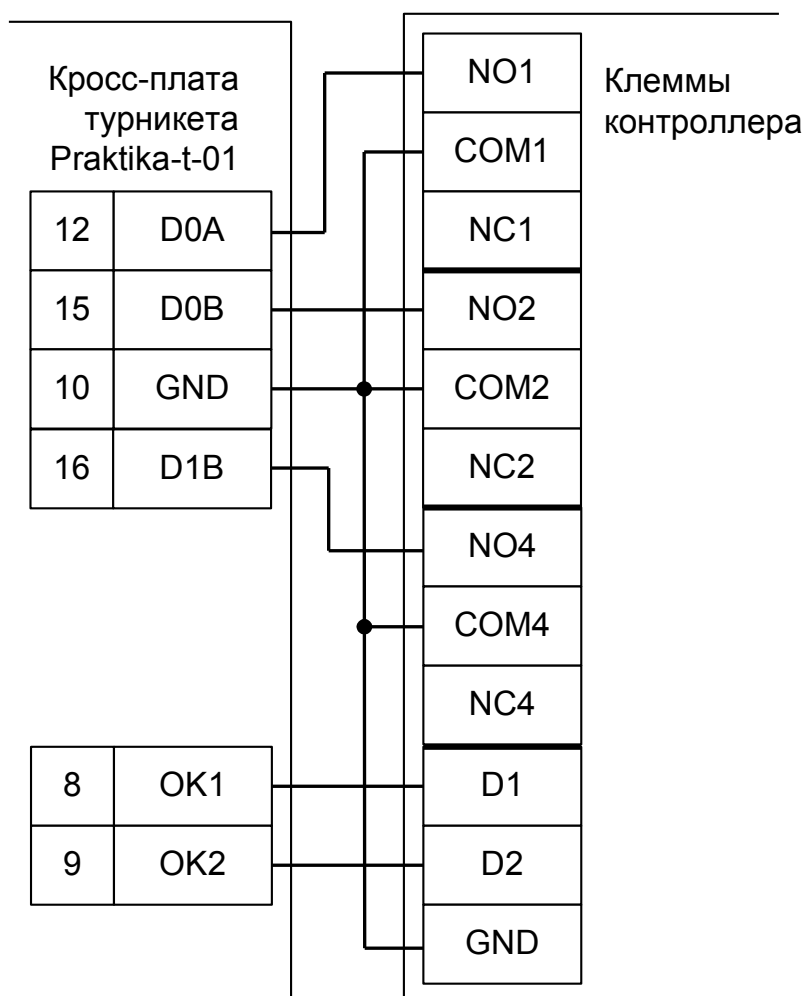 Кросс-плата
турникета
Praktika-t-01
12 D0A
15 D0B
10 GND
16 D1B
8 OK1
9 OK2
NO1
COM1
NC1
NO2
COM2
NC2
NO4
COM4
NC4
D1
D2
GND
Клеммы
контроллера